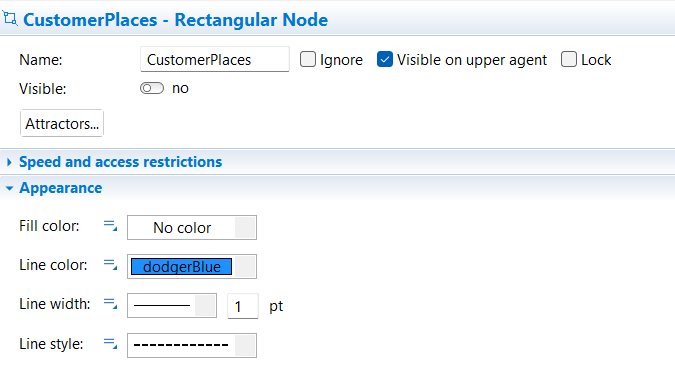 CustomerPlaces - Rectangular Node
Name: CustomerPlaces Ignore Visible on upper agent Lock
Visible: no
Attractors...
Speed and access restrictions
Appearance
Fill color: No color
Line color: dodgerBlue
Line width: 1 pt
Line style: